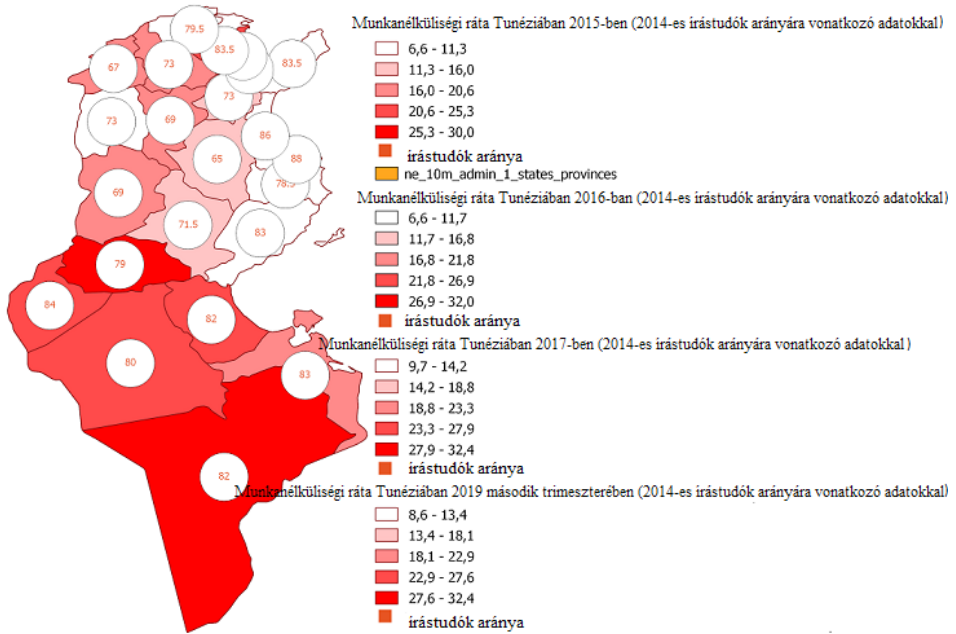 Munkanélküliségi ráta Tunéziában 2015-ben (2014-es írástudók arányára vonatkozó adatokkal)
6,6 - 11,3
11,3 - 16,0
16,0 - 20,6
20,6 - 25,3
25,3 - 30,0
írástudók aránya
ne_10m_admin_1_states_provinces
Munkanélküliségi ráta Tunéziában 2016-ban (2014-es írástudók arányára vonatkozó adatokkal)
6,6 - 11,7
11,7 - 16,8
16,8 - 21,8
21,8 - 26,9
26,9 - 32,0
írástudók aránya
Munkanélküliségi ráta Tunéziában 2017-ben (2014-es írástudók arányára vonatkozó adatokkal)
9,7 - 14,2
14,2 - 18,8
18,8 - 23,3
23,3 - 27,9
27,9 - 32,4
írástudók aránya
Munkanélküliségi ráta Tunéziában 2019 második trimeszterében (2014-es írástudók arányára vonatkozó adatokkal)
8,6 - 13,4
13,4 - 18,1
18,1 - 22,9
22,9 - 27,6
27,6 - 32,4
írástudók aránya
79.5
83.5
67
73
83.5
73
73
69
86
65
88
78.5
69
71.5
83
79
84
82
80
83
82